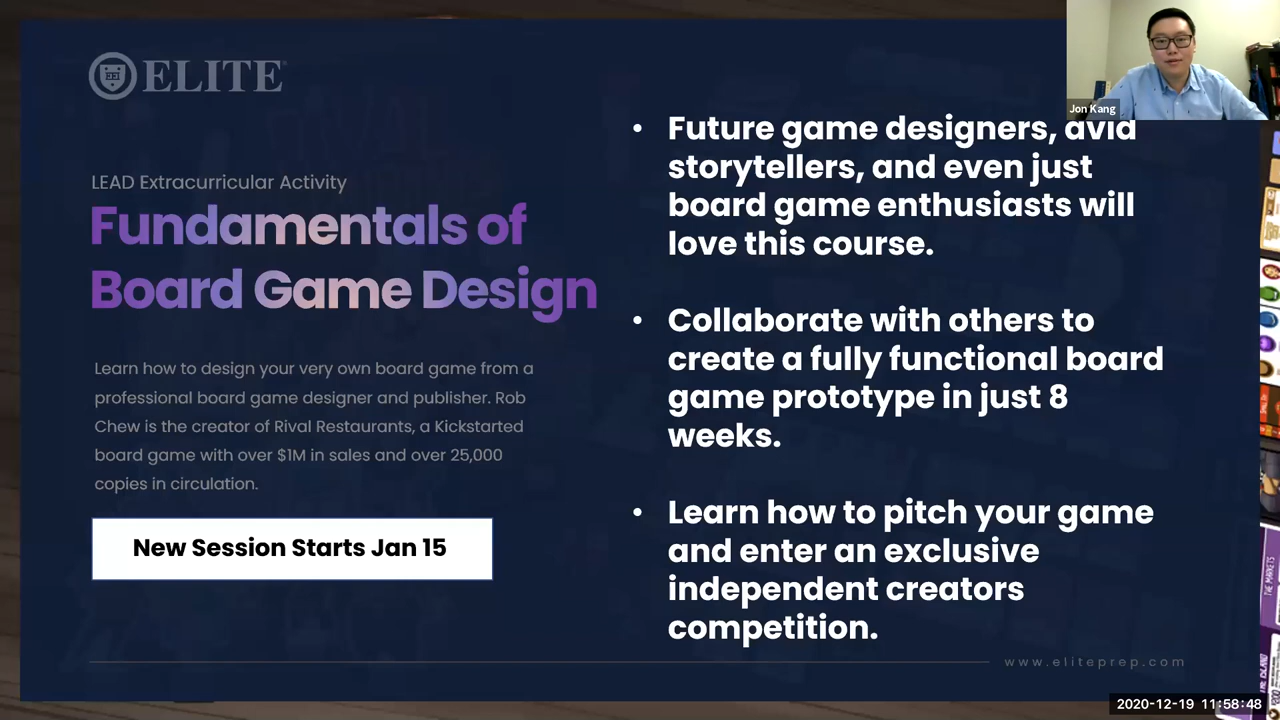 EEI
ELITE
LEAD Extracurricular Activity
Fundamentals of
Board Game Design
Learn how to design your very own board game from a
professional board game designer and publisher. Rob
Chew is the creator of Rival Restaurants, a Kickstarted
board game with over $1M in sales and over 25,000
copies in circulation.
New Session Starts Jan 15
• Future game designers, avid
storytellers, and even just
board game enthusiasts will
love this course.
• Collaborate with others to
create a fully functional board
game prototype in just 8
weeks.
• Learn how to pitch your game
and enter an exclusive
independent creators
competition.
www.eliteprep.com
Jon Kang
THE MARKETS
2020-12-19 11:58:48